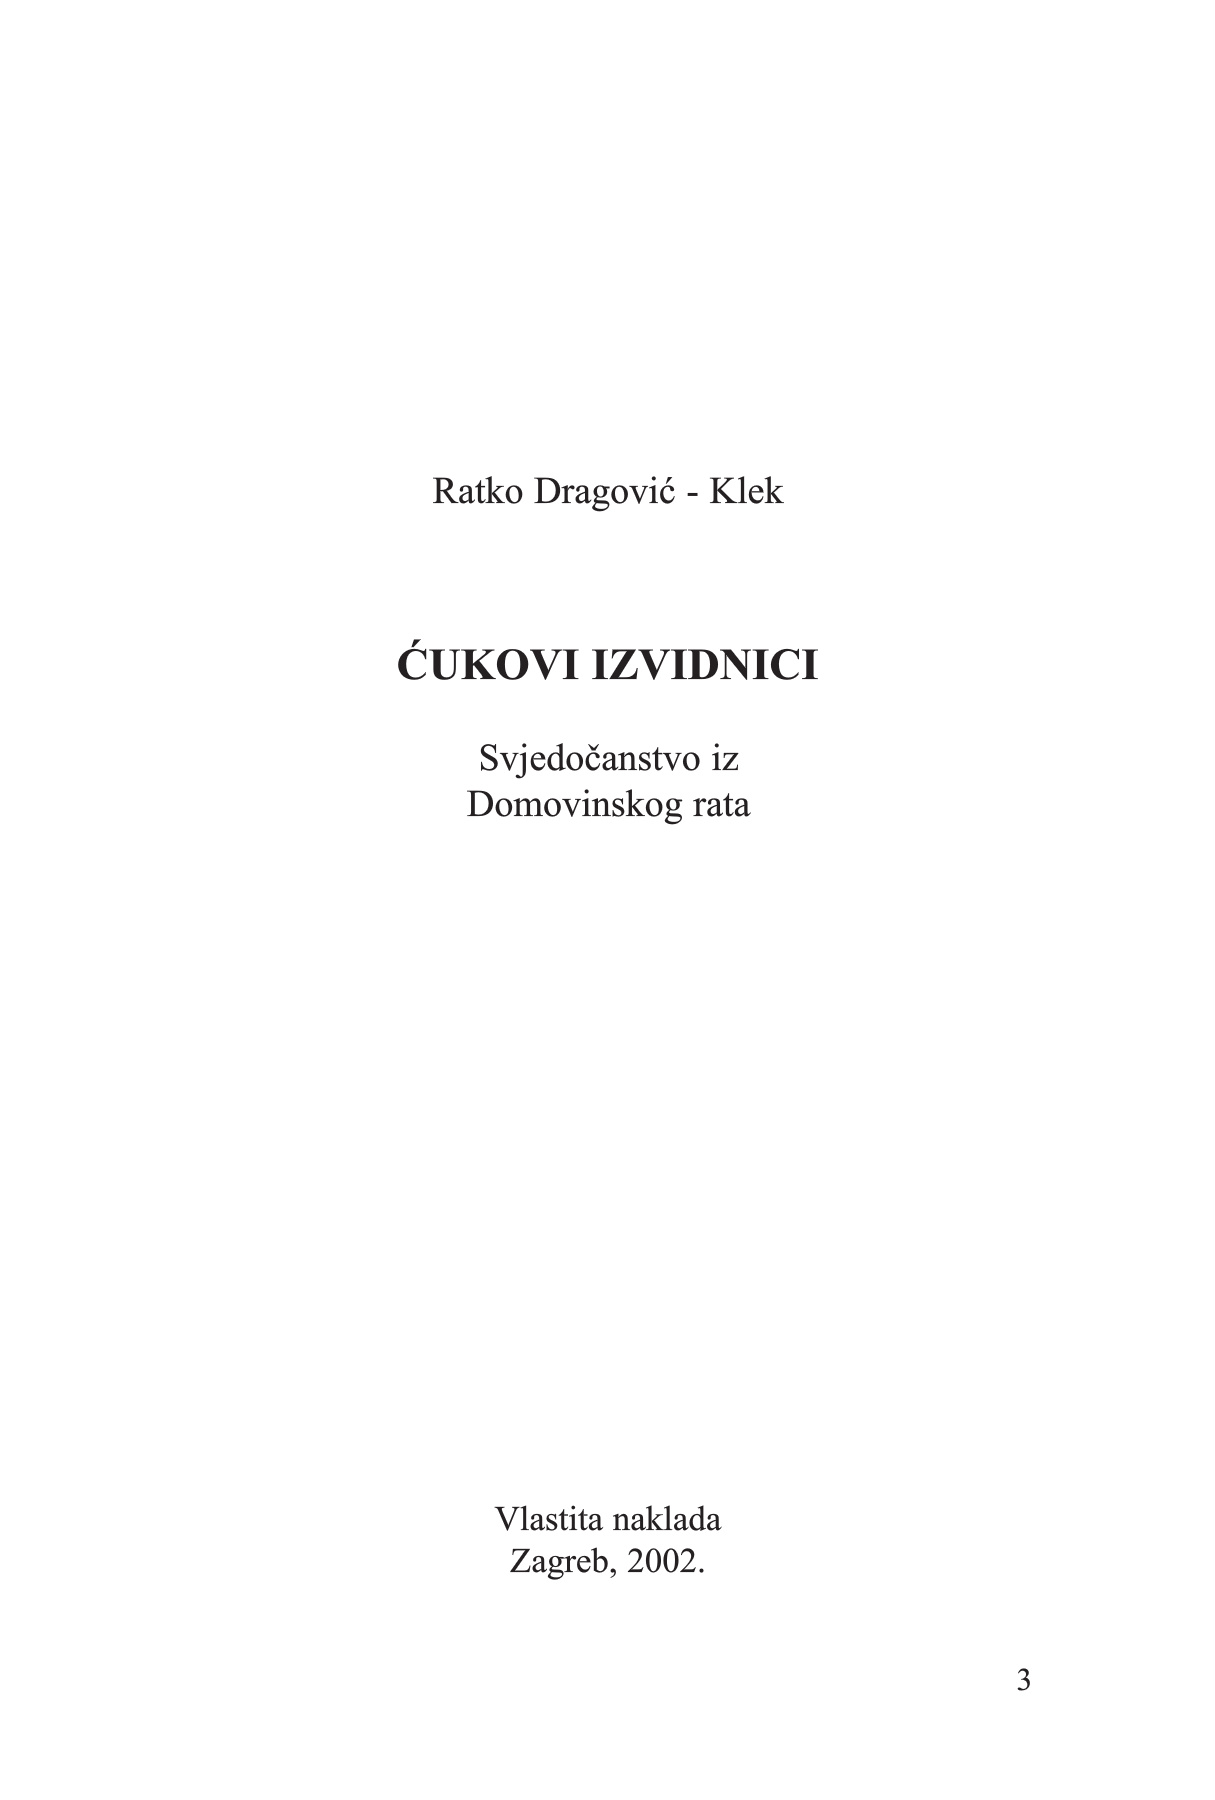 Ratko Dragović - Klek
ĆUKOVI IZVIDNICI
Svjedočanstvo iz
Domovinskog rata
Vlastita naklada
Zagreb, 2002.
3